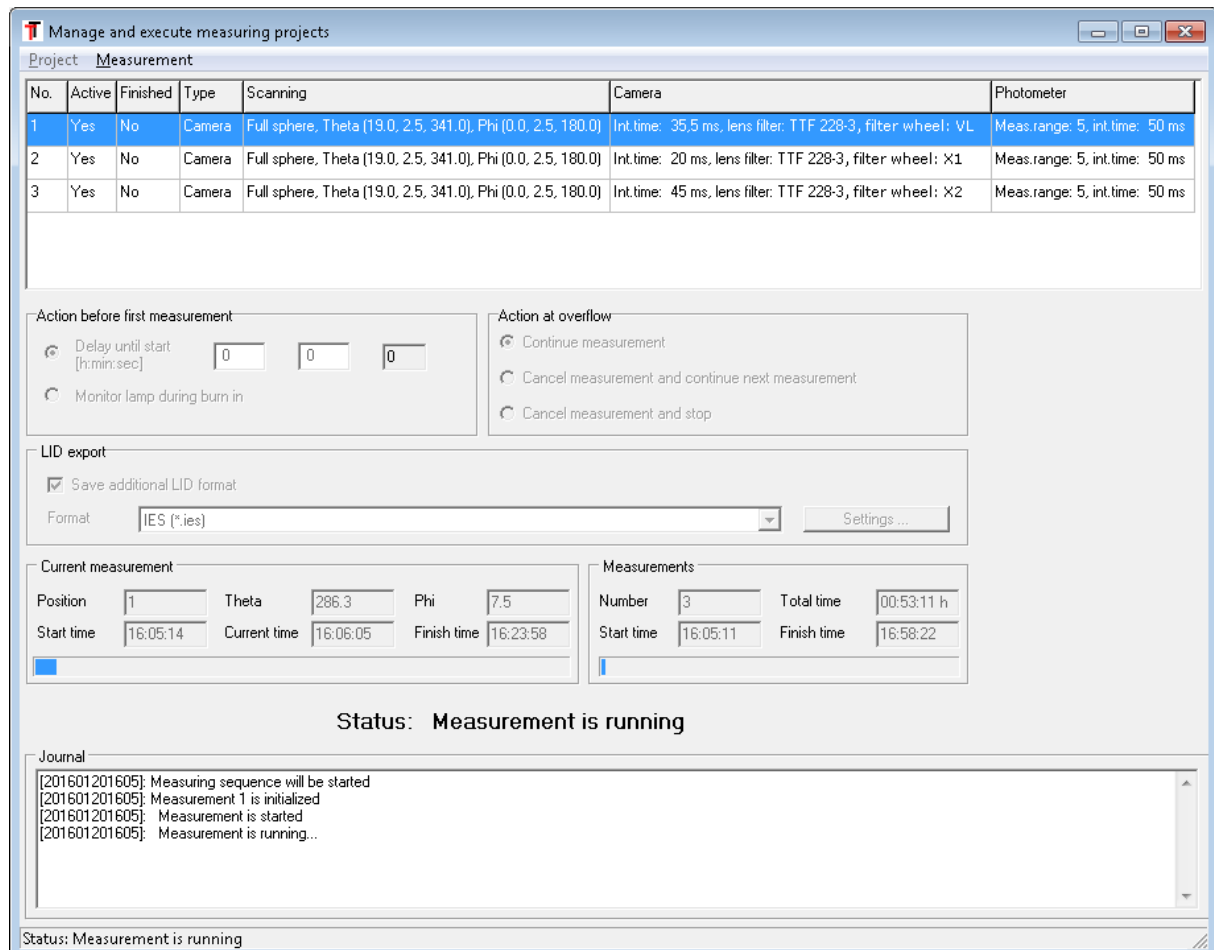 Manage and execute measuring projects
Project Measurement
No. Active Finished Type Scanning Camera Photometer
1 Yes No Camera Full sphere, Theta (19.0, 2.5, 341.0), Phi (0.0, 2.5, 180.0) Int.time: 35,5 ms, lens filter: TTF 228-3, filter wheel: VL Meas.range: 5, int.time: 50 ms
2 Yes No Camera Full sphere, Theta (19.0, 2.5, 341.0), Phi (0.0, 2.5, 180.0) Int.time: 20 ms, lens filter: TTF 228-3, filter wheel: X1 Meas.range: 5, int.time: 50 ms
3 Yes No Camera Full sphere, Theta (19.0, 2.5, 341.0), Phi (0.0, 2.5, 180.0) Int.time: 45 ms, lens filter: TTF 228-3, filter wheel: X2 Meas.range: 5, int.time: 50 ms
Action before first measurement
Delay until start
[h:min:sec] 0 0 0
Monitor lamp during burn in
Action at overflow
Continue measurement
Cancel measurement and continue next measurement
Cancel measurement and stop
LID export
Save additional LID format
Format IES (*.ies) Settings ...
Current measurement
Position 1 Theta 286.3 Phi 7.5
Start time 16:05:14 Current time 16:06:05 Finish time 16:23:58
Measurements
Number 3 Total time 00:53:11 h
Start time 16:05:11 Finish time 16:58:22
Status: Measurement is running
Journal
[201601201605]: Measuring sequence will be started
[201601201605]: Measurement 1 is initialized
[201601201605]: Measurement is started
[201601201605]: Measurement is running...
Status: Measurement is running